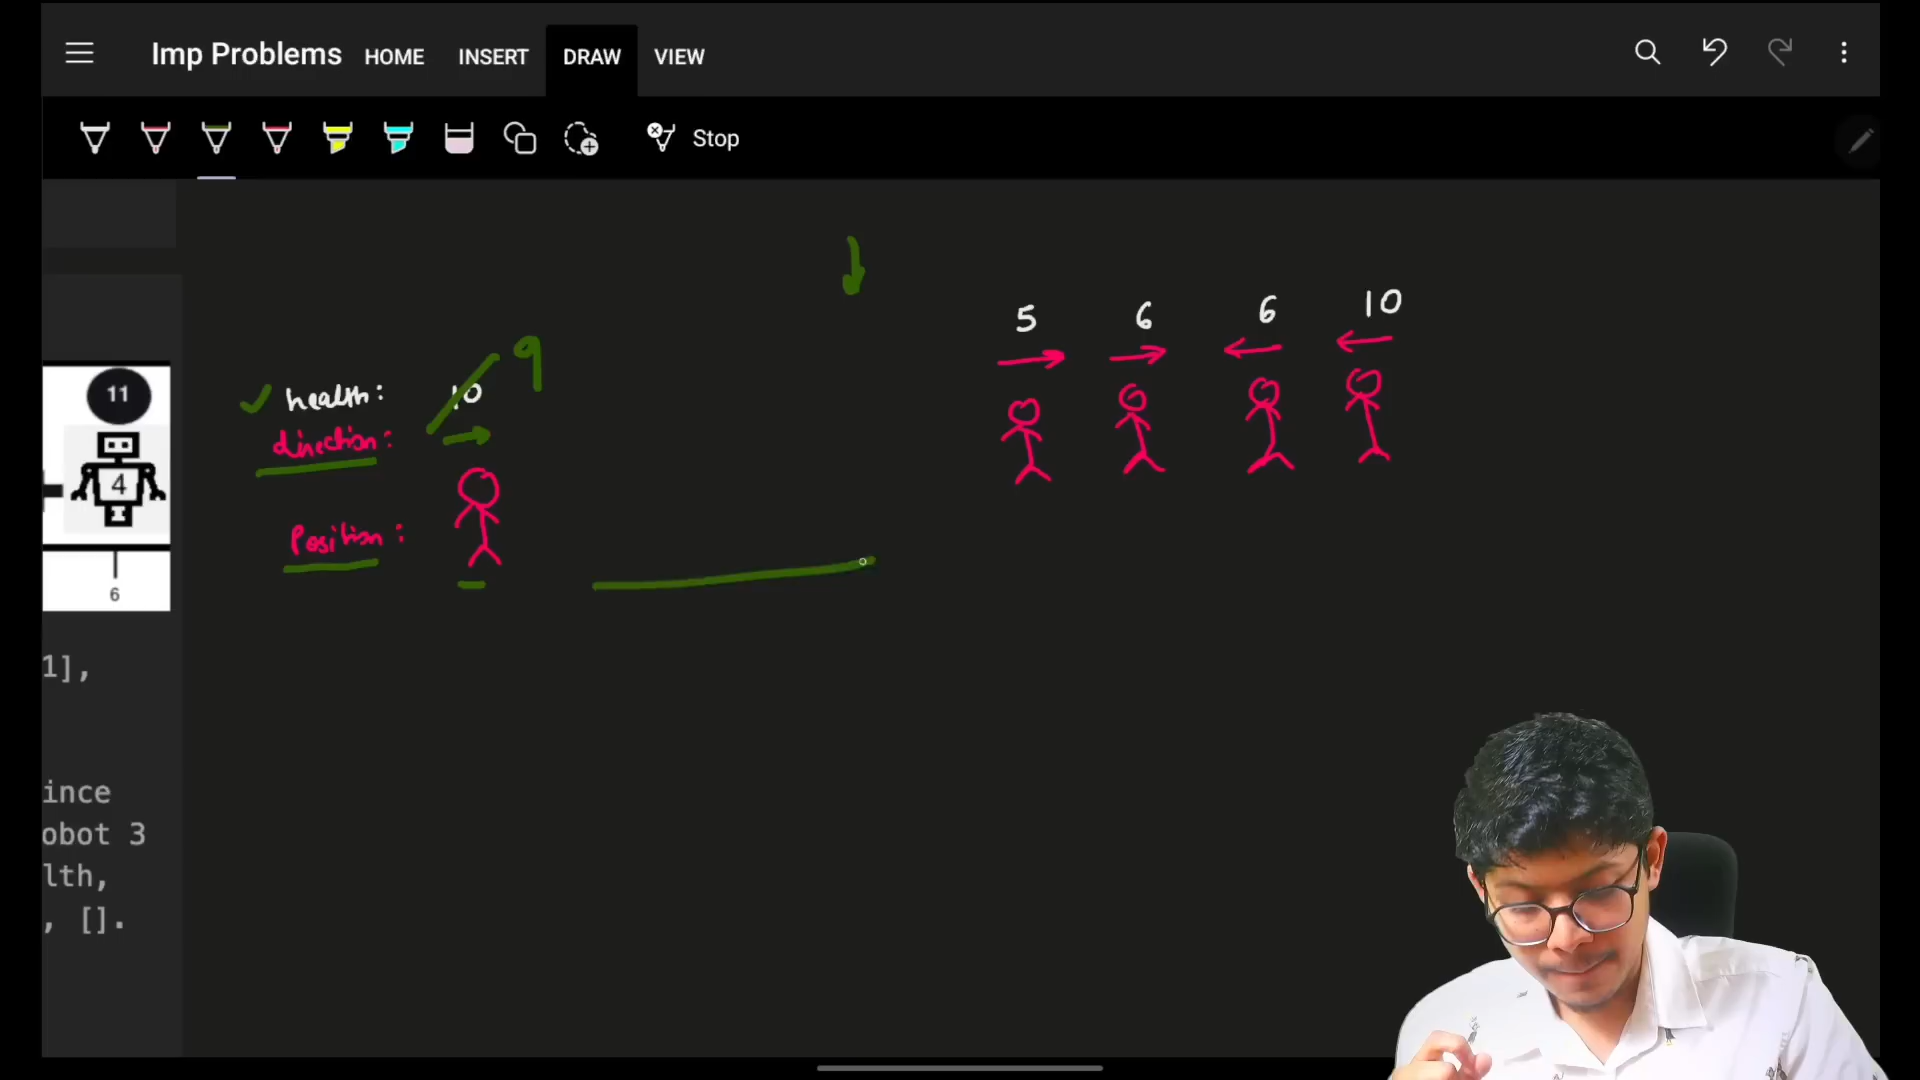 Imp Problems HOME INSERT DRAW VIEW
Stop
5 6 6 10
health: 10 9
direction:
Position:
11
4
6
1],
ince
obot 3
lth,
, [].